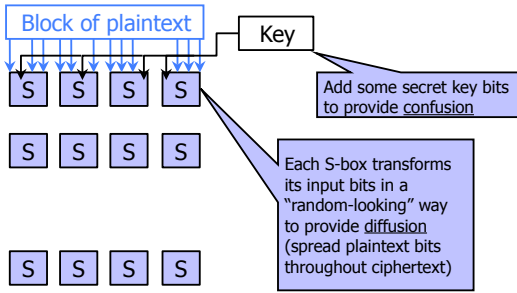 Block of plaintext
Key
S S S S
Add some secret key bits
to provide confusion
S S S S
Each S-box transforms
its input bits in a
“random-looking” way
to provide diffusion
(spread plaintext bits
throughout ciphertext)
S S S S